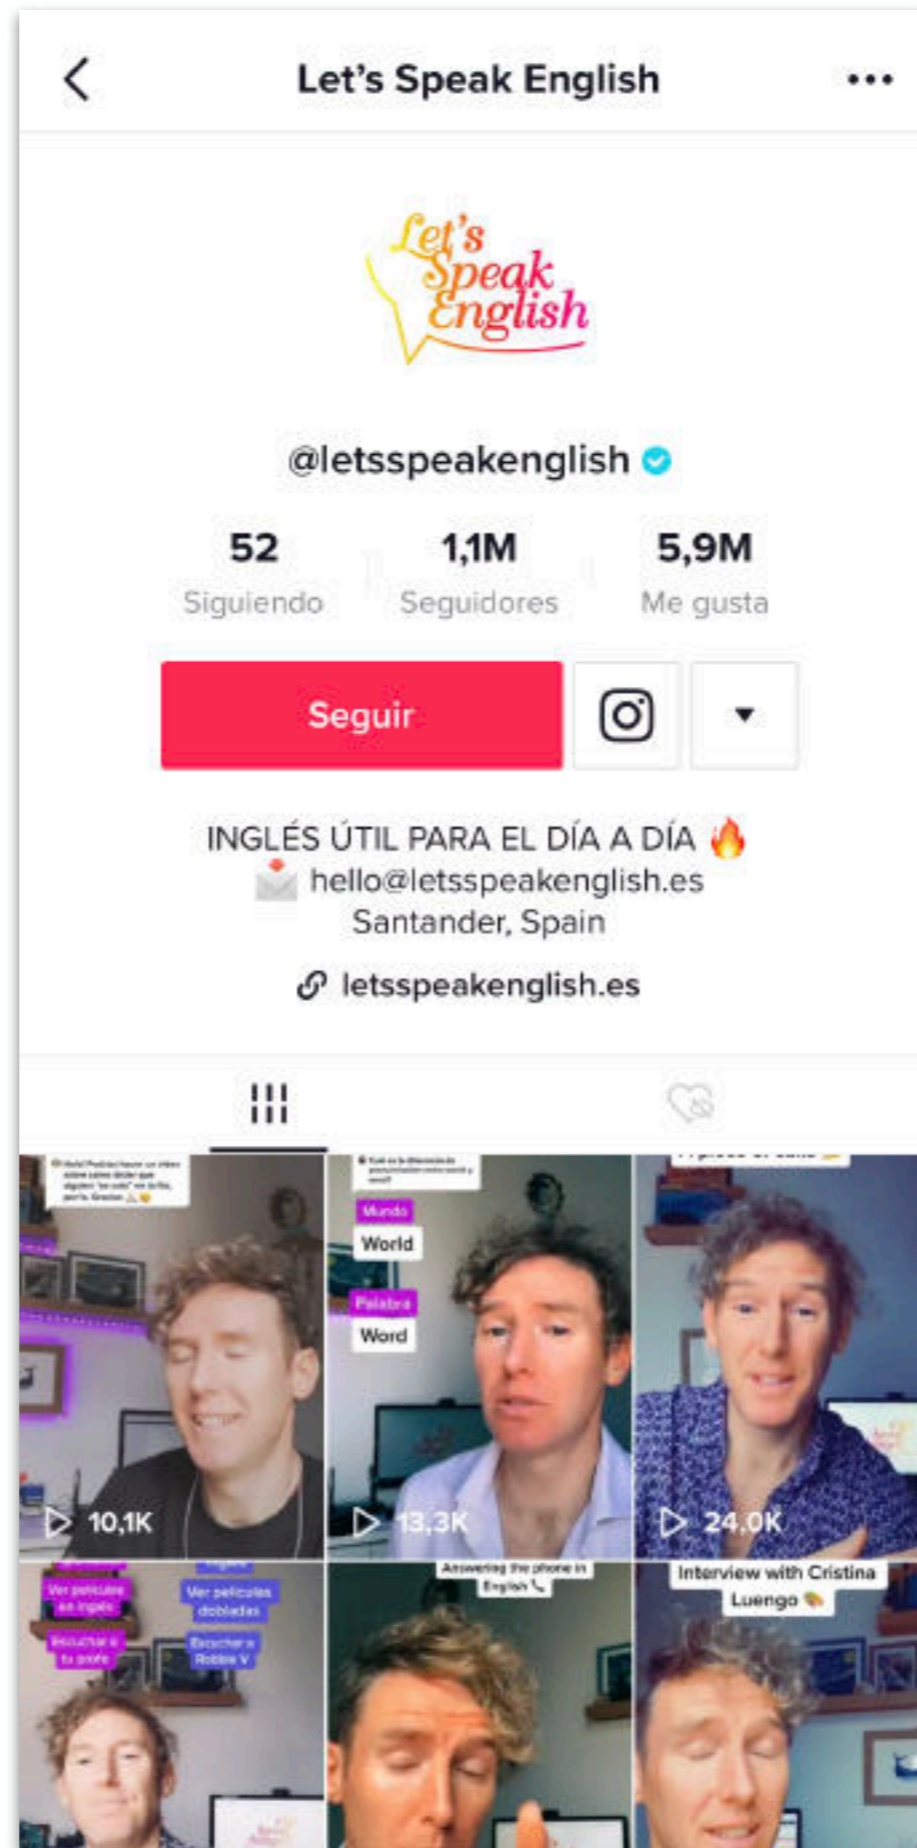 Let's Speak English
Let's
Speak
English
@letsspeakenglish
52
1,1M
5,9M
Siguiendo
Seguidores
Me gusta
Seguir
INGLÉS ÚTIL PARA EL DÍA A DÍA
hello@letsspeakenglish.es
Santander, Spain
letsspeakenglish.es
Mundo
World
Palabra
Word
10,1K
13,3K
24,0K
Ver películas
en inglés
Escuchar a
tu profe
Ver películas
dobladas
Escuchar a
Robbie V
Answering the phone in
English
Interview with Cristina
Luengo